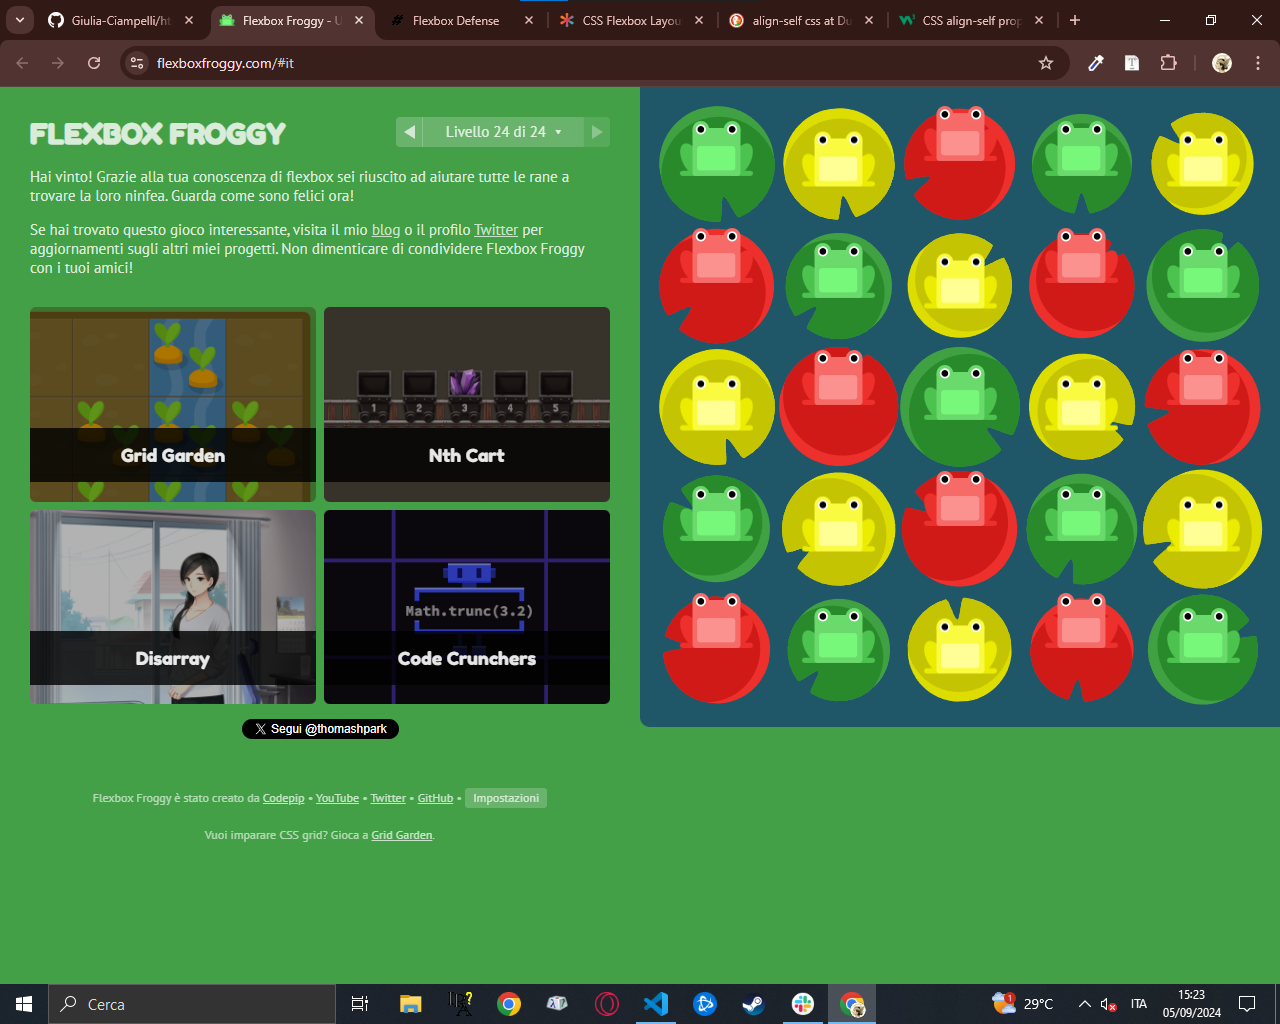 Giulia-Ciampelli/ht
Flexbox Froggy - U
Flexbox Defense
CSS Flexbox Layou
align-self css at Du
CSS align-self prop
flexboxfroggy.com/#it
FLEXBOX FROGGY
Livello 24 di 24
Hai vinto! Grazie alla tua conoscenza di flexbox sei riuscito ad aiutare tutte le rane a
trovare la loro ninfea. Guarda come sono felici ora!
Se hai trovato questo gioco interessante, visita il mio blog o il profilo Twitter per
aggiornamenti sugli altri miei progetti. Non dimenticare di condividere Flexbox Froggy
con i tuoi amici!
Grid Garden
1 2 3 4 5
Nth Cart
Disarray
Math.trunc(3.2)
Code Crunchers
Segui @thomashpark
Flexbox Froggy è stato creato da Codepip • YouTube • Twitter • GitHub • Impostazioni
Vuoi imparare CSS grid? Gioca a Grid Garden.
Cerca
1
29°C
ITA
15:23
05/09/2024